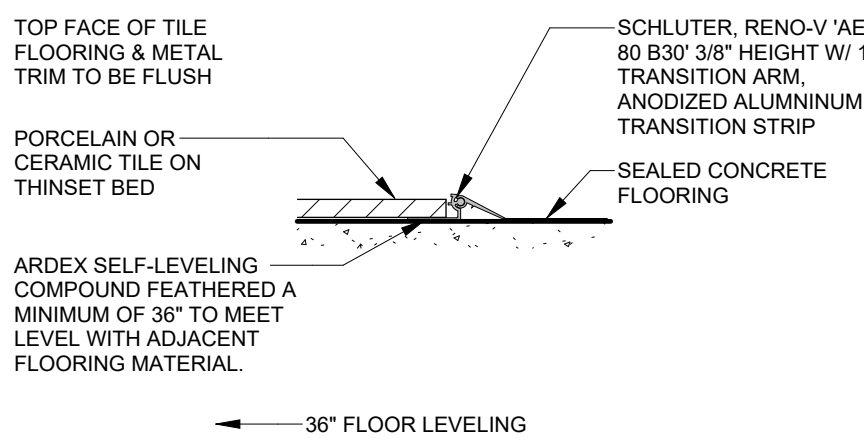 TOP FACE OF TILE
FLOORING & METAL
TRIM TO BE FLUSH
PORCELAIN OR
CERAMIC TILE ON
THINSET BED
ARDEX SELF-LEVELING
COMPOUND FEATHERED A
MINIMUM OF 36" TO MEET
LEVEL WITH ADJACENT
FLOORING MATERIAL.
SCHLUTER, RENO-V 'AE
80 B30' 3/8" HEIGHT W/ 1
TRANSITION ARM,
ANODIZED ALUMNINUM
TRANSITION STRIP
SEALED CONCRETE
FLOORING
36" FLOOR LEVELING